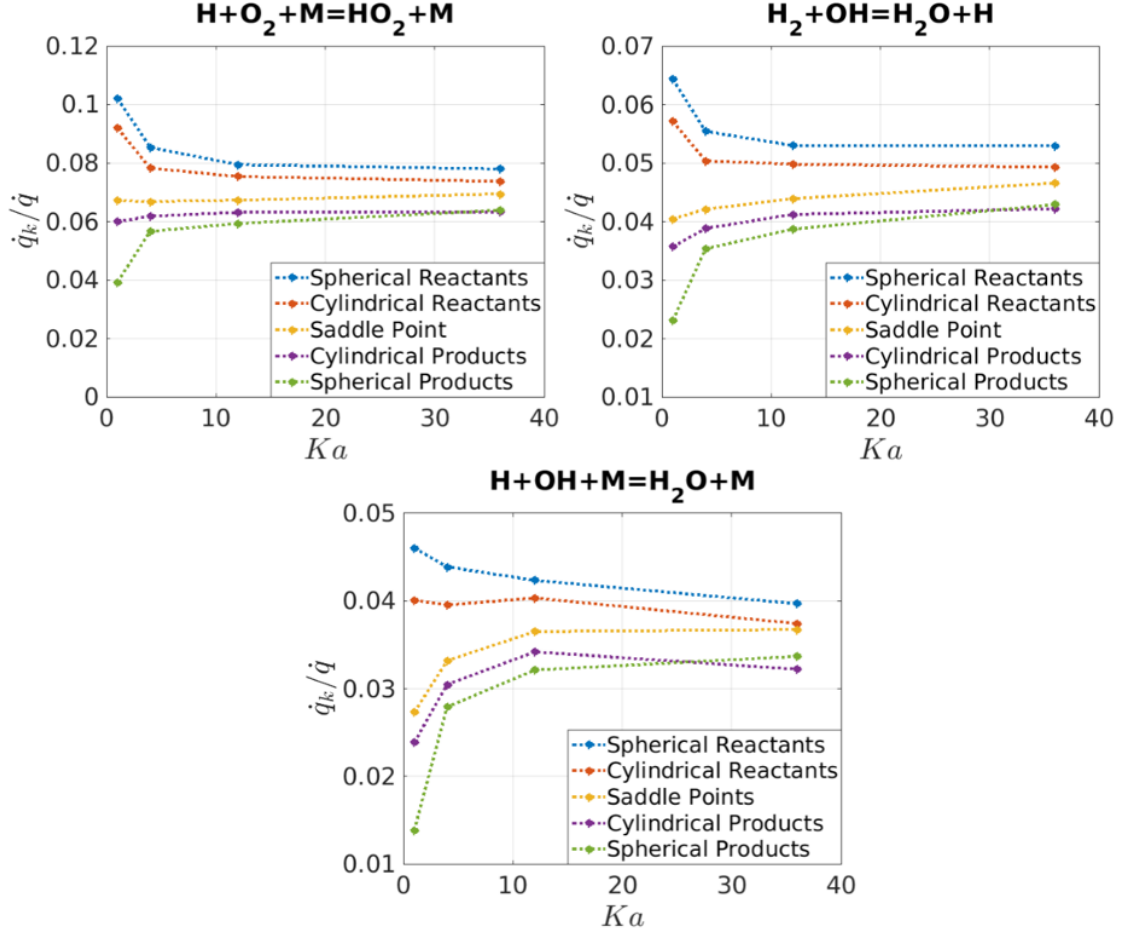 H+O₂+M=HO₂+M
0.12
0.1
0.08
0.06
0.04
0.02
0
q̇ₖ/q̇
0 10 20 30 40
Ka
Spherical Reactants
Cylindrical Reactants
Saddle Point
Cylindrical Products
Spherical Products
H₂+OH=H₂O+H
0.07
0.06
0.05
0.04
0.03
0.02
0.01
q̇ₖ/q̇
0 10 20 30 40
Ka
Spherical Reactants
Cylindrical Reactants
Saddle Point
Cylindrical Products
Spherical Products
H+OH+M=H₂O+M
0.05
0.04
0.03
0.02
0.01
q̇ₖ/q̇
0 10 20 30 40
Ka
Spherical Reactants
Cylindrical Reactants
Saddle Points
Cylindrical Products
Spherical Products